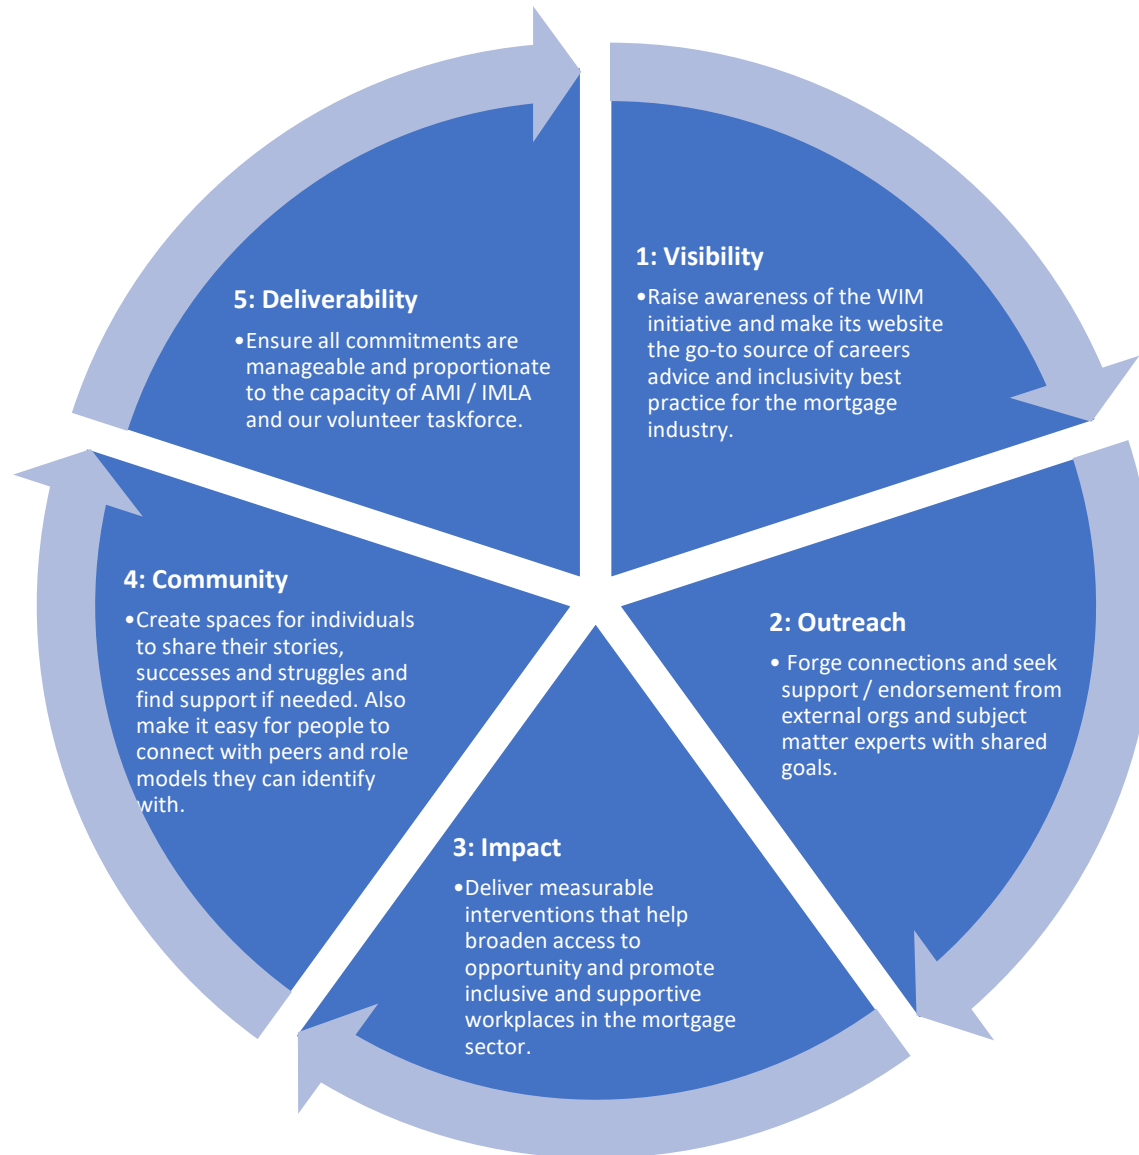 1: Visibility
•Raise awareness of the WIM
initiative and make its website
the go-to source of careers
advice and inclusivity best
practice for the mortgage
industry.
2: Outreach
• Forge connections and seek
support / endorsement from
external orgs and subject
matter experts with shared
goals.
3: Impact
•Deliver measurable
interventions that help
broaden access to
opportunity and promote
inclusive and supportive
workplaces in the mortgage
sector.
4: Community
•Create spaces for individuals
to share their stories,
successes and struggles and
find support if needed. Also
make it easy for people to
connect with peers and role
models they can identify
with.
5: Deliverability
•Ensure all commitments are
manageable and proportionate
to the capacity of AMI / IMLA
and our volunteer taskforce.